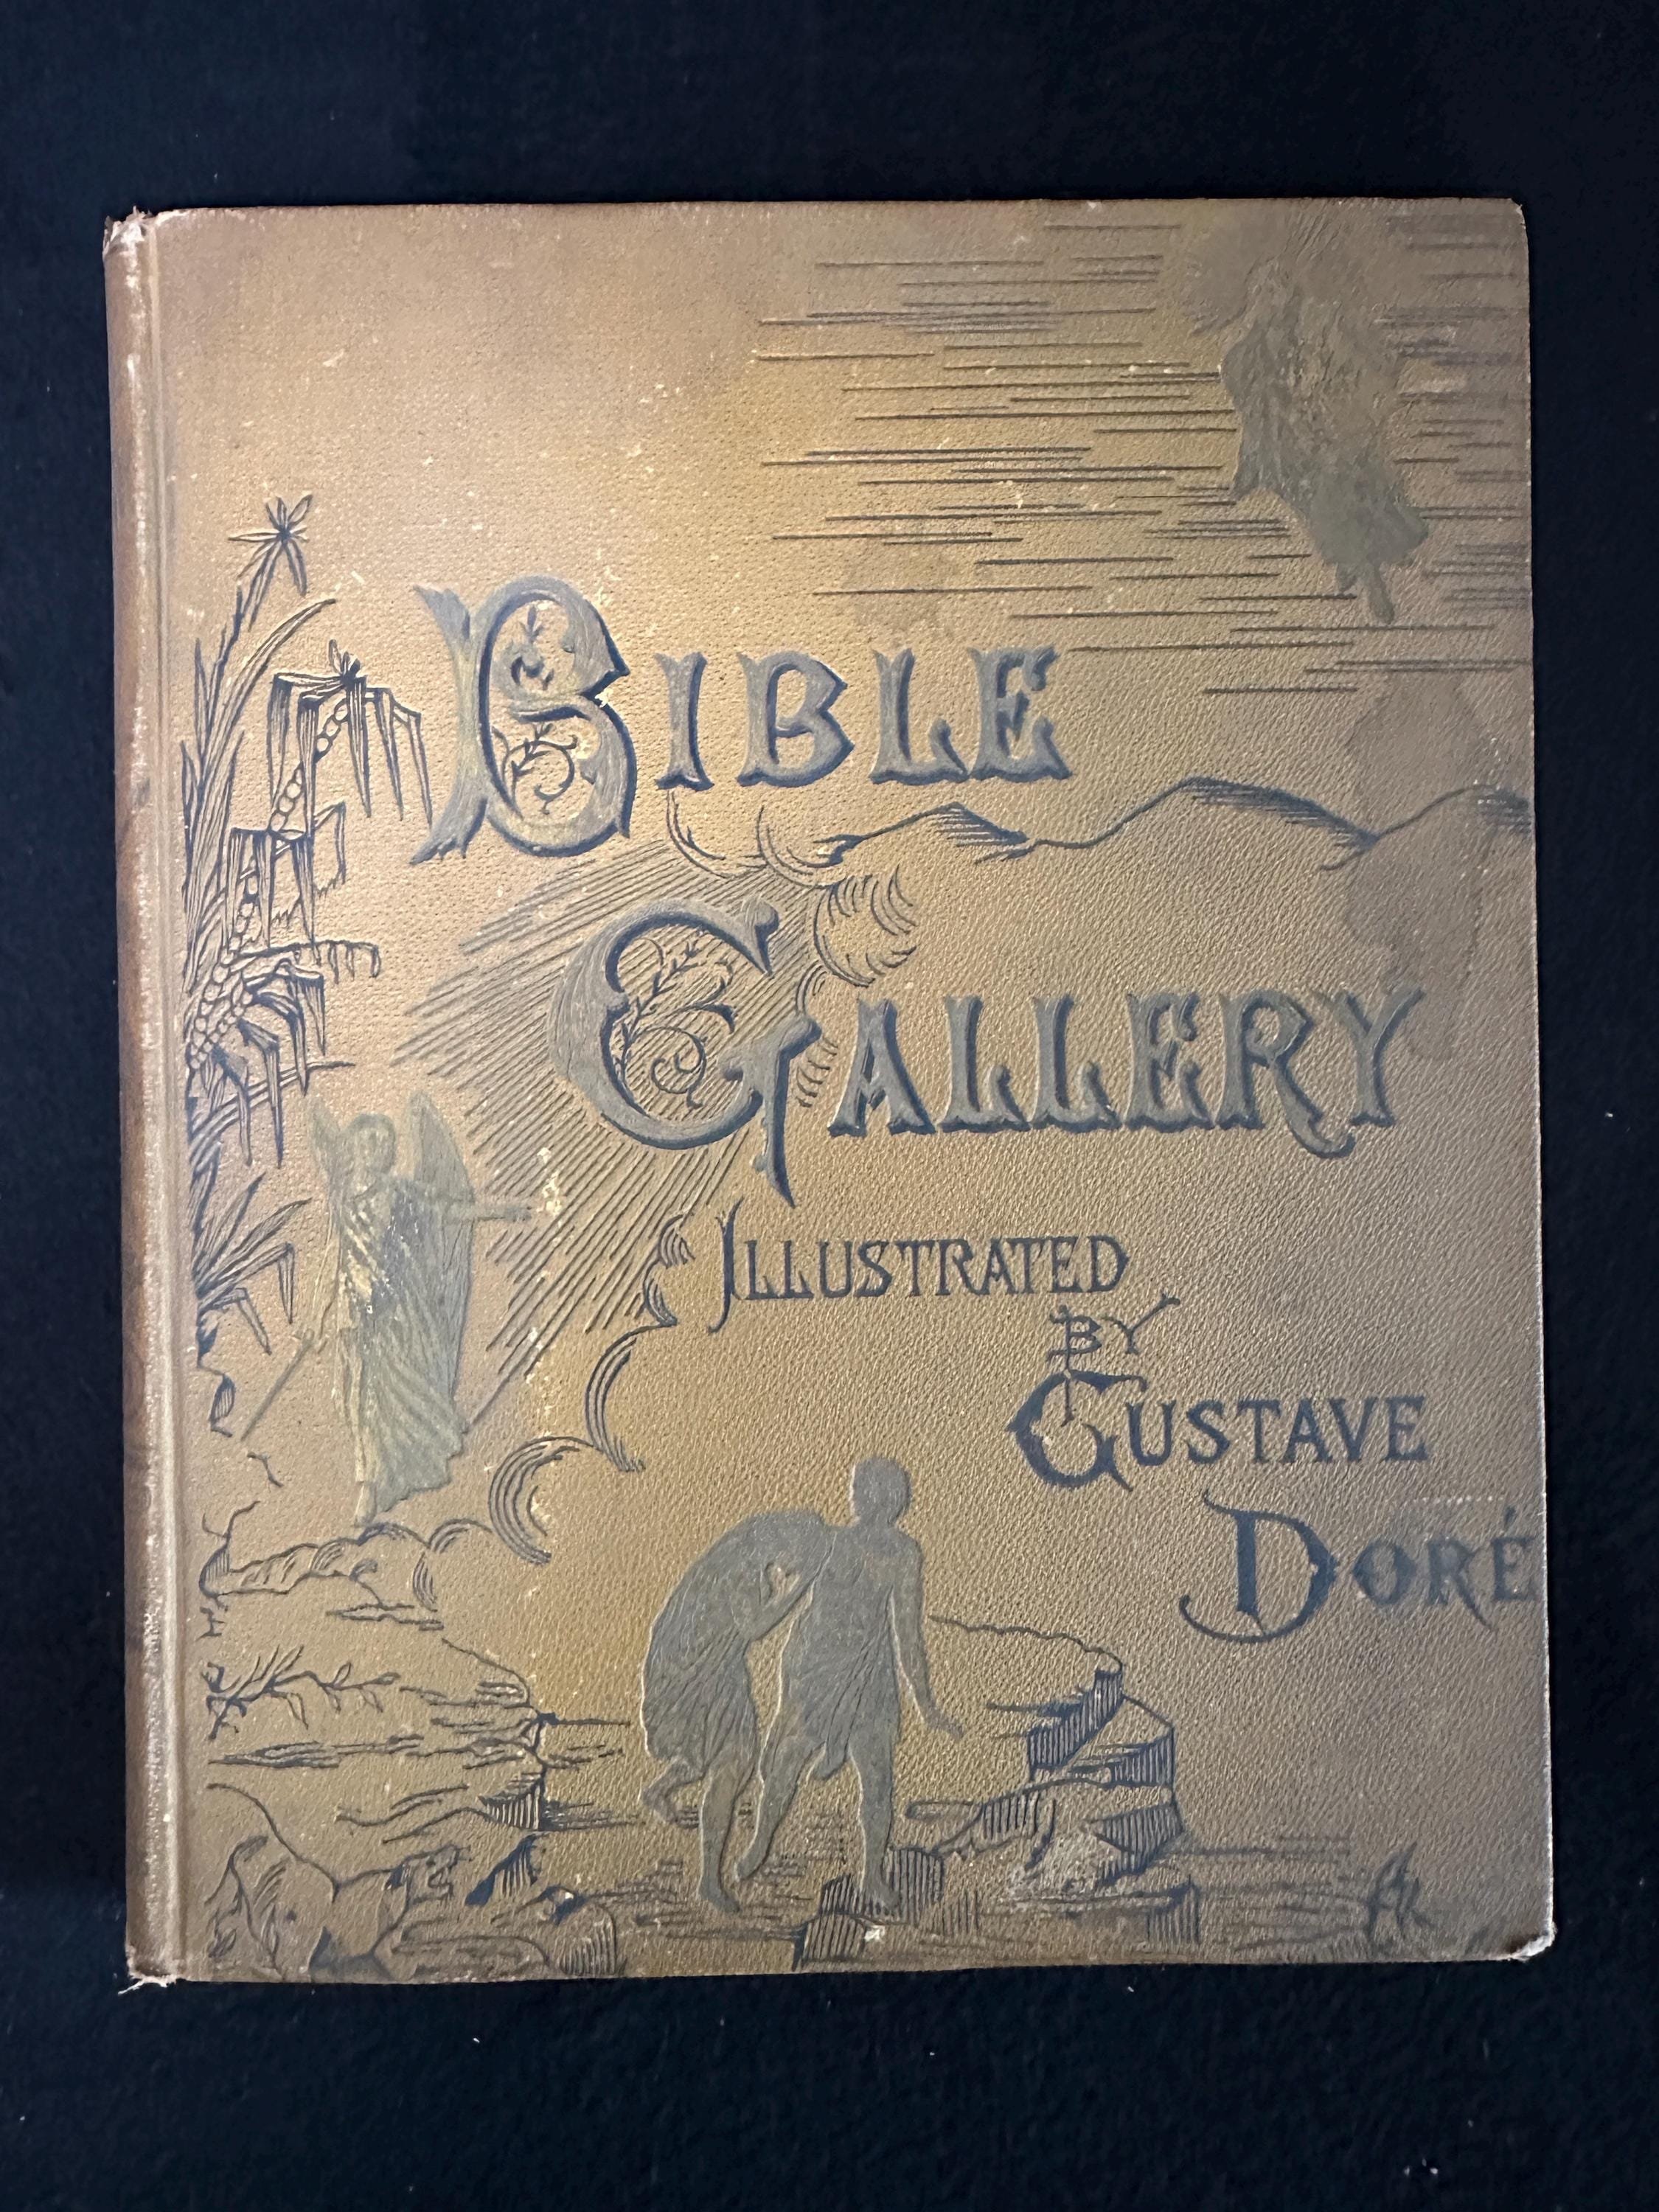 BIBLE
GALLERY
ILLUSTRATED
BY
GUSTAVE
DORÉ